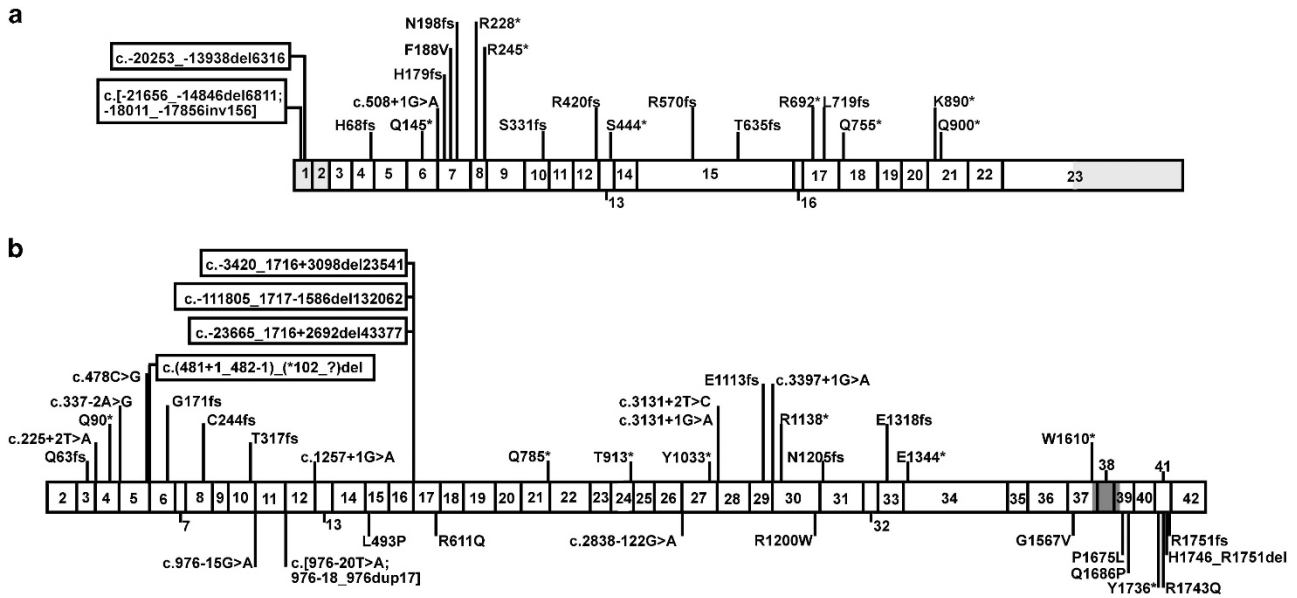 a
N198fs
R228*
c.-20253_-13938del6316
F188V
R245*
H179fs
c.[-21656_-14846del6811;
-18011_-17856inv156]
c.508+1G>A
R420fs
R570fs
R692*
L719fs
K890*
H68fs
Q145*
S331fs
S444*
T635fs
Q755*
Q900*
1 2 3 4 5 6 7 8 9 10 11 12 14 15 17 18 19 20 21 22 23
13
16
b
c.-3420_1716+3098del23541
c.-111805_1717-1586del132062
c.-23665_1716+2692del43377
c.(481+1_482-1)_(*102_?)del
c.478C>G
c.337-2A>G
G171fs
c.3131+2T>C
E1113fs
c.3397+1G>A
Q90*
C244fs
c.3131+1G>A
R1138*
E1318fs
c.225+2T>A
T317fs
W1610*
Q63fs
c.1257+1G>A
Q785*
T913*
Y1033*
N1205fs
E1344*
38
41
2 3 4 5 6 8 9 10 11 12 14 15 16 17 18 19 20 21 22 23 24 25 26 27 28 29 30 31 33 34 35 36 37 39 40 42
7
13
32
L493P
R611Q
c.2838-122G>A
R1200W
G1567V
R1751fs
c.976-15G>A
c.[976-20T>A;
976-18_976dup17]
P1675L
H1746_R1751del
Q1686P
Y1736*
R1743Q